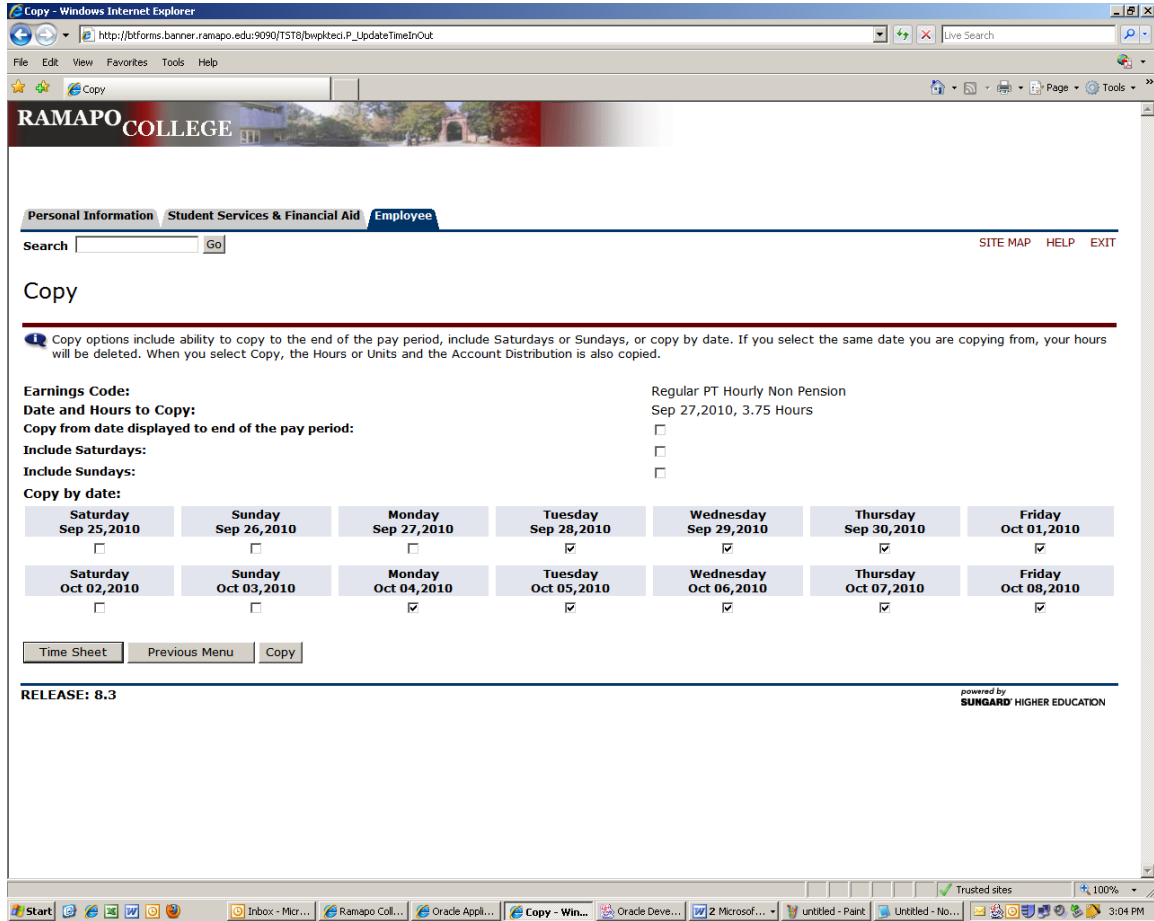 Copy - Windows Internet Explorer
http://btforms.banner.ramapo.edu:9090/TST8/bwpkteci.P_UpdateTimeInOut
Live Search
File Edit View Favorites Tools Help
Copy
Page Tools
RAMAPO COLLEGE
Personal Information Student Services & Financial Aid Employee
Search Go SITE MAP HELP EXIT
Copy
Copy options include ability to copy to the end of the pay period, include Saturdays or Sundays, or copy by date. If you select the same date you are copying from, your hours
will be deleted. When you select Copy, the Hours or Units and the Account Distribution is also copied.
Earnings Code: Regular PT Hourly Non Pension
Date and Hours to Copy: Sep 27,2010, 3.75 Hours
Copy from date displayed to end of the pay period:
Include Saturdays:
Include Sundays:
Copy by date:
Saturday Sunday Monday Tuesday Wednesday Thursday Friday
Sep 25,2010 Sep 26,2010 Sep 27,2010 Sep 28,2010 Sep 29,2010 Sep 30,2010 Oct 01,2010
Saturday Sunday Monday Tuesday Wednesday Thursday Friday
Oct 02,2010 Oct 03,2010 Oct 04,2010 Oct 05,2010 Oct 06,2010 Oct 07,2010 Oct 08,2010
Time Sheet Previous Menu Copy
RELEASE: 8.3
powered by
SUNGARD HIGHER EDUCATION
Trusted sites 100%
Start Inbox - Micr... Ramapo Coll... Oracle Appli... Copy - Win... Oracle Deve... 2 Microsof... untitled - Paint Untitled - No... 3:04 PM